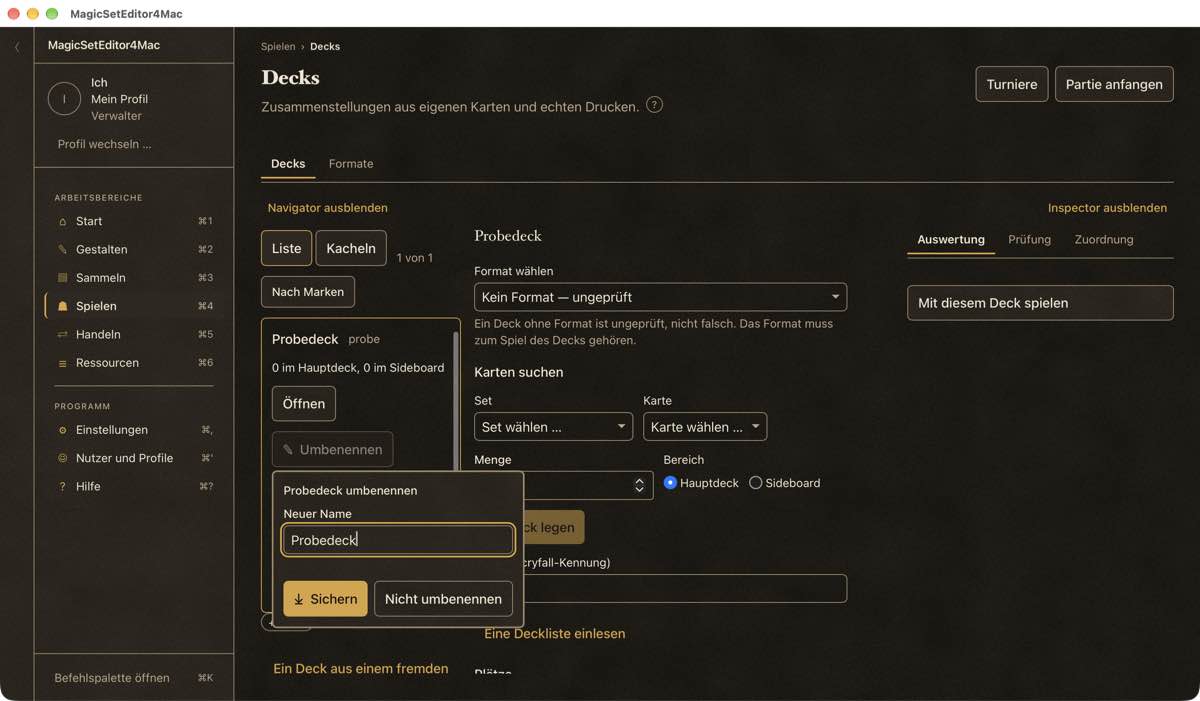 MagicSetEditor4Mac
MagicSetEditor4Mac
I
Ich
Mein Profil
Verwalter
Profil wechseln ...
ARBEITSBEREICHE
Start ⌘1
Gestalten ⌘2
Sammeln ⌘3
Spielen ⌘4
Handeln ⌘5
Ressourcen ⌘6
PROGRAMM
Einstellungen ⌘,
Nutzer und Profile ⌘'
? Hilfe ⌘?
Befehlspalette öffnen ⌘K
Spielen › Decks
Decks
Zusammenstellungen aus eigenen Karten und echten Drucken. ?
Turniere
Partie anfangen
Decks
Formate
Navigator ausblenden
Inspector ausblenden
Liste
Kacheln
1 von 1
Nach Marken
Probedeck probe
0 im Hauptdeck, 0 im Sideboard
Öffnen
Umbenennen
Probedeck umbenennen
Neuer Name
Probedeck
Sichern
Nicht umbenennen
Ein Deck aus einem fremden
Probedeck
Format wählen
Kein Format — ungeprüft
Ein Deck ohne Format ist ungeprüft, nicht falsch. Das Format muss
zum Spiel des Decks gehören.
Karten suchen
Set
Karte
Set wählen ...
Karte wählen ...
Menge
Bereich
Hauptdeck
Sideboard
ck legen
cryfall-Kennung)
Eine Deckliste einlesen
Plätze
Auswertung
Prüfung
Zuordnung
Mit diesem Deck spielen